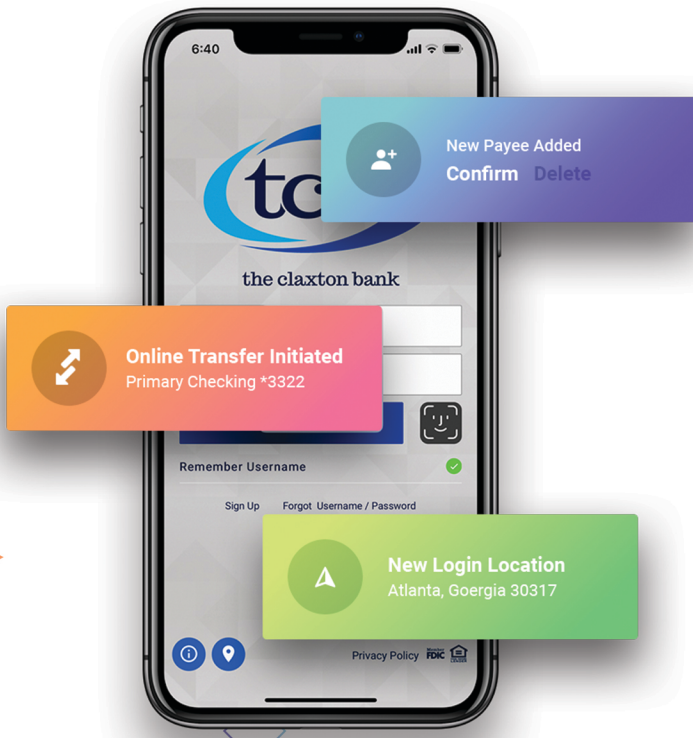 6:40
New Payee Added
Confirm Delete
tc
the claxton bank
Online Transfer Initiated
Primary Checking *3322
Remember Username
Sign Up Forgot Username / Password
New Login Location
Atlanta, Goergia 30317
Privacy Policy Member FDIC